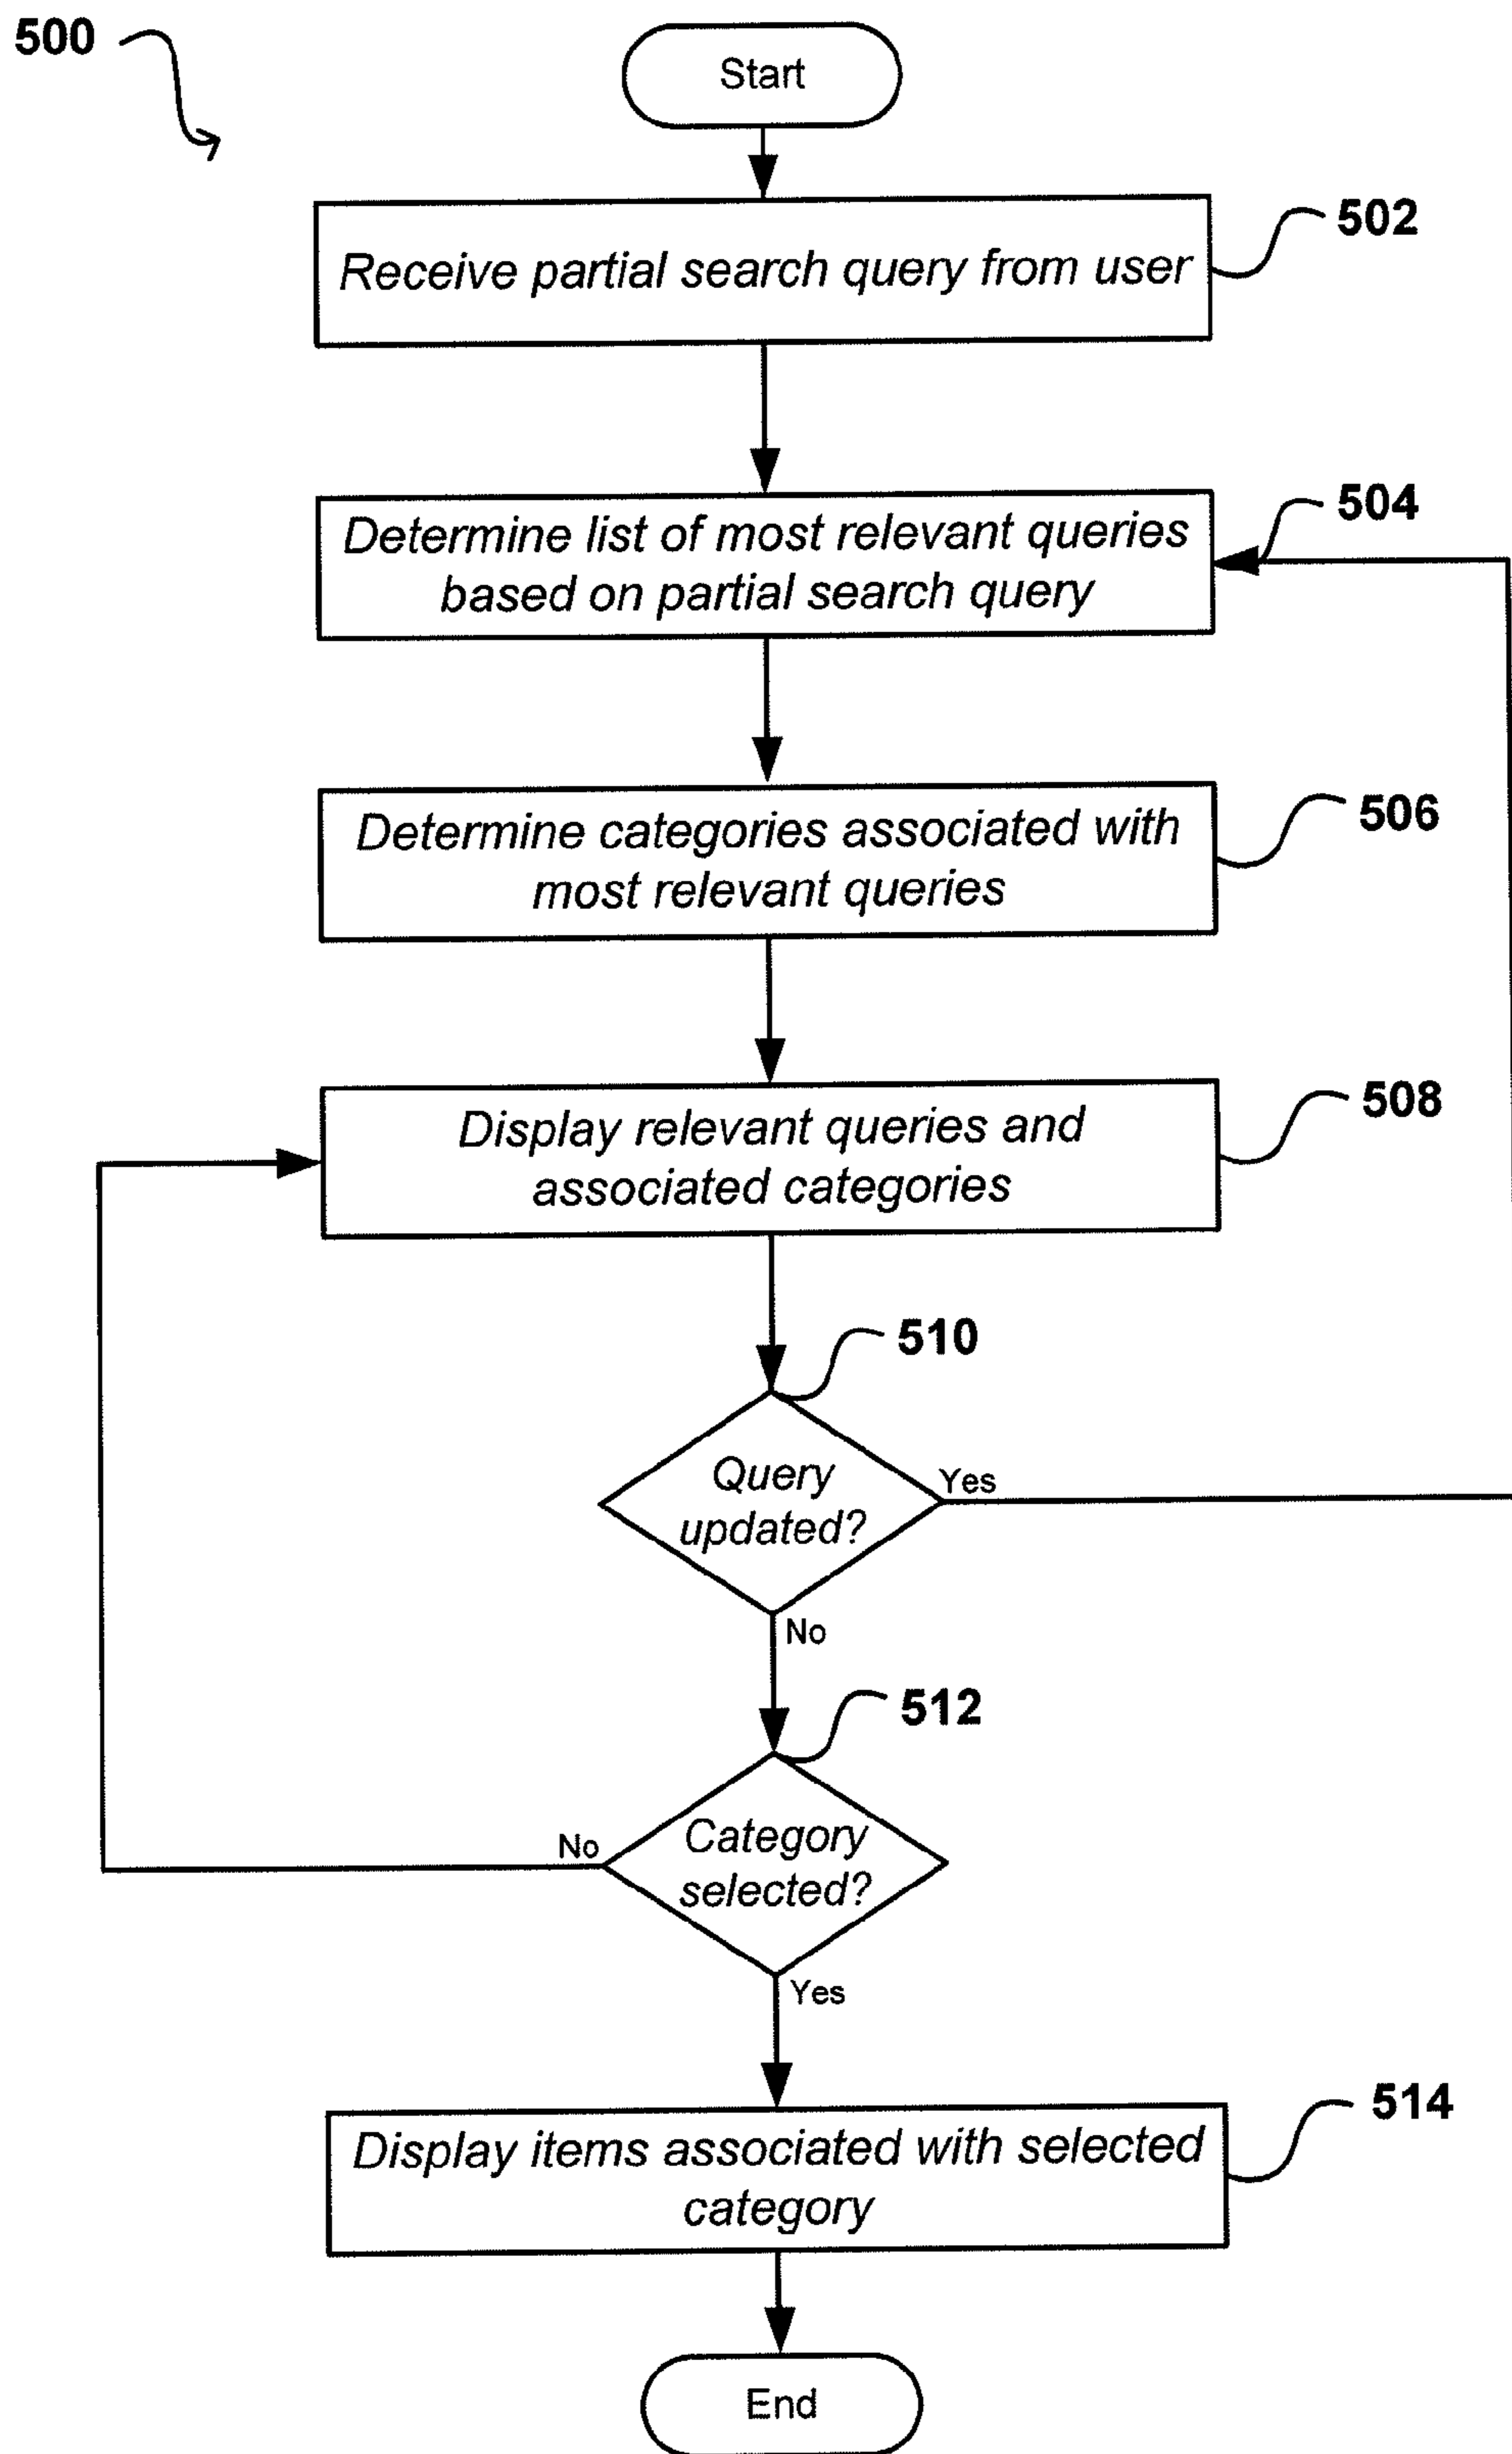 500
Start
502
Receive partial search query from user
504
Determine list of most relevant queries
based on partial search query
506
Determine categories associated with
most relevant queries
508
Display relevant queries and
associated categories
510
Query
updated?
Yes
No
512
Category
selected?
No
Yes
514
Display items associated with selected
category
End